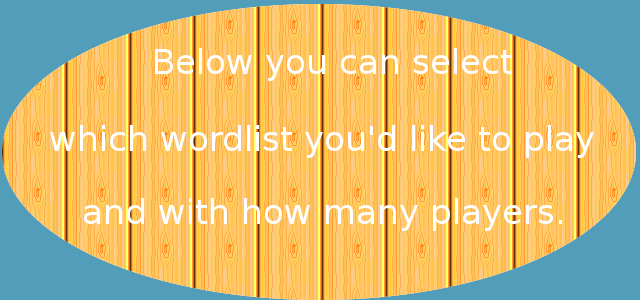 Below you can select
which wordlist you'd like to play
and with how many players.